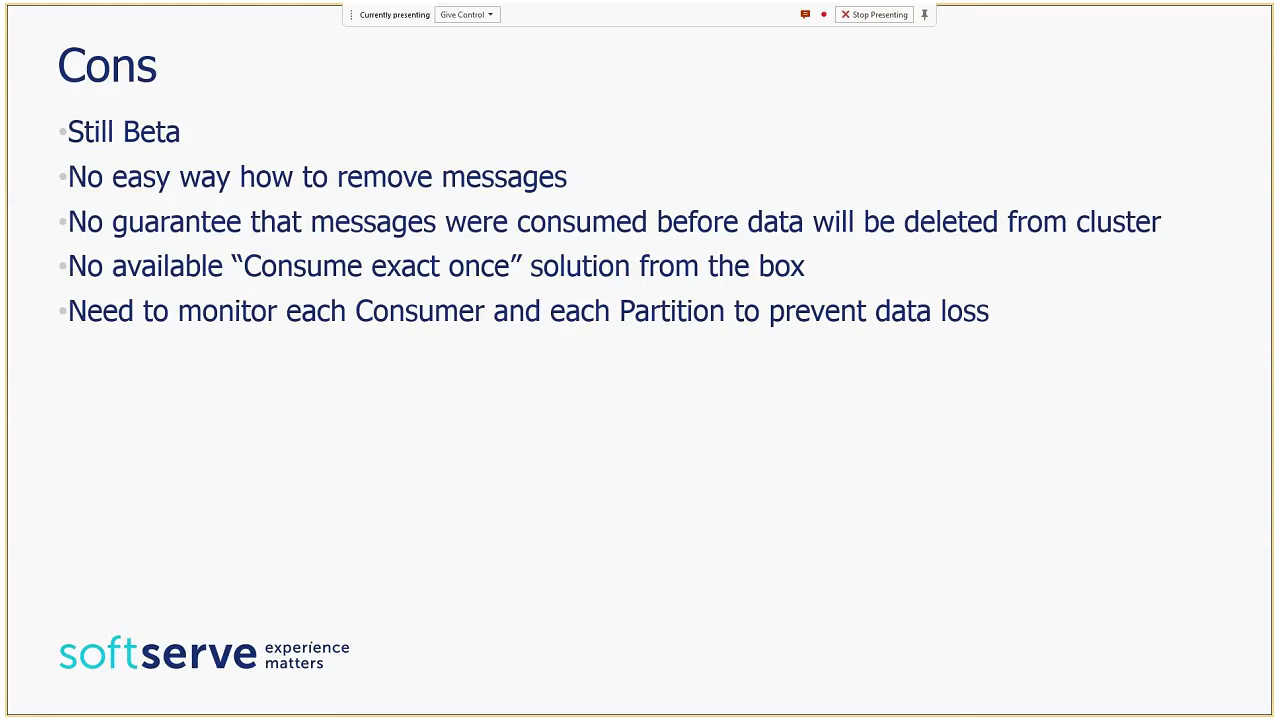 Currently presenting Give Control Stop Presenting
Cons
•Still Beta
•No easy way how to remove messages
•No guarantee that messages were consumed before data will be deleted from cluster
•No available “Consume exact once” solution from the box
•Need to monitor each Consumer and each Partition to prevent data loss
softserve experience
matters